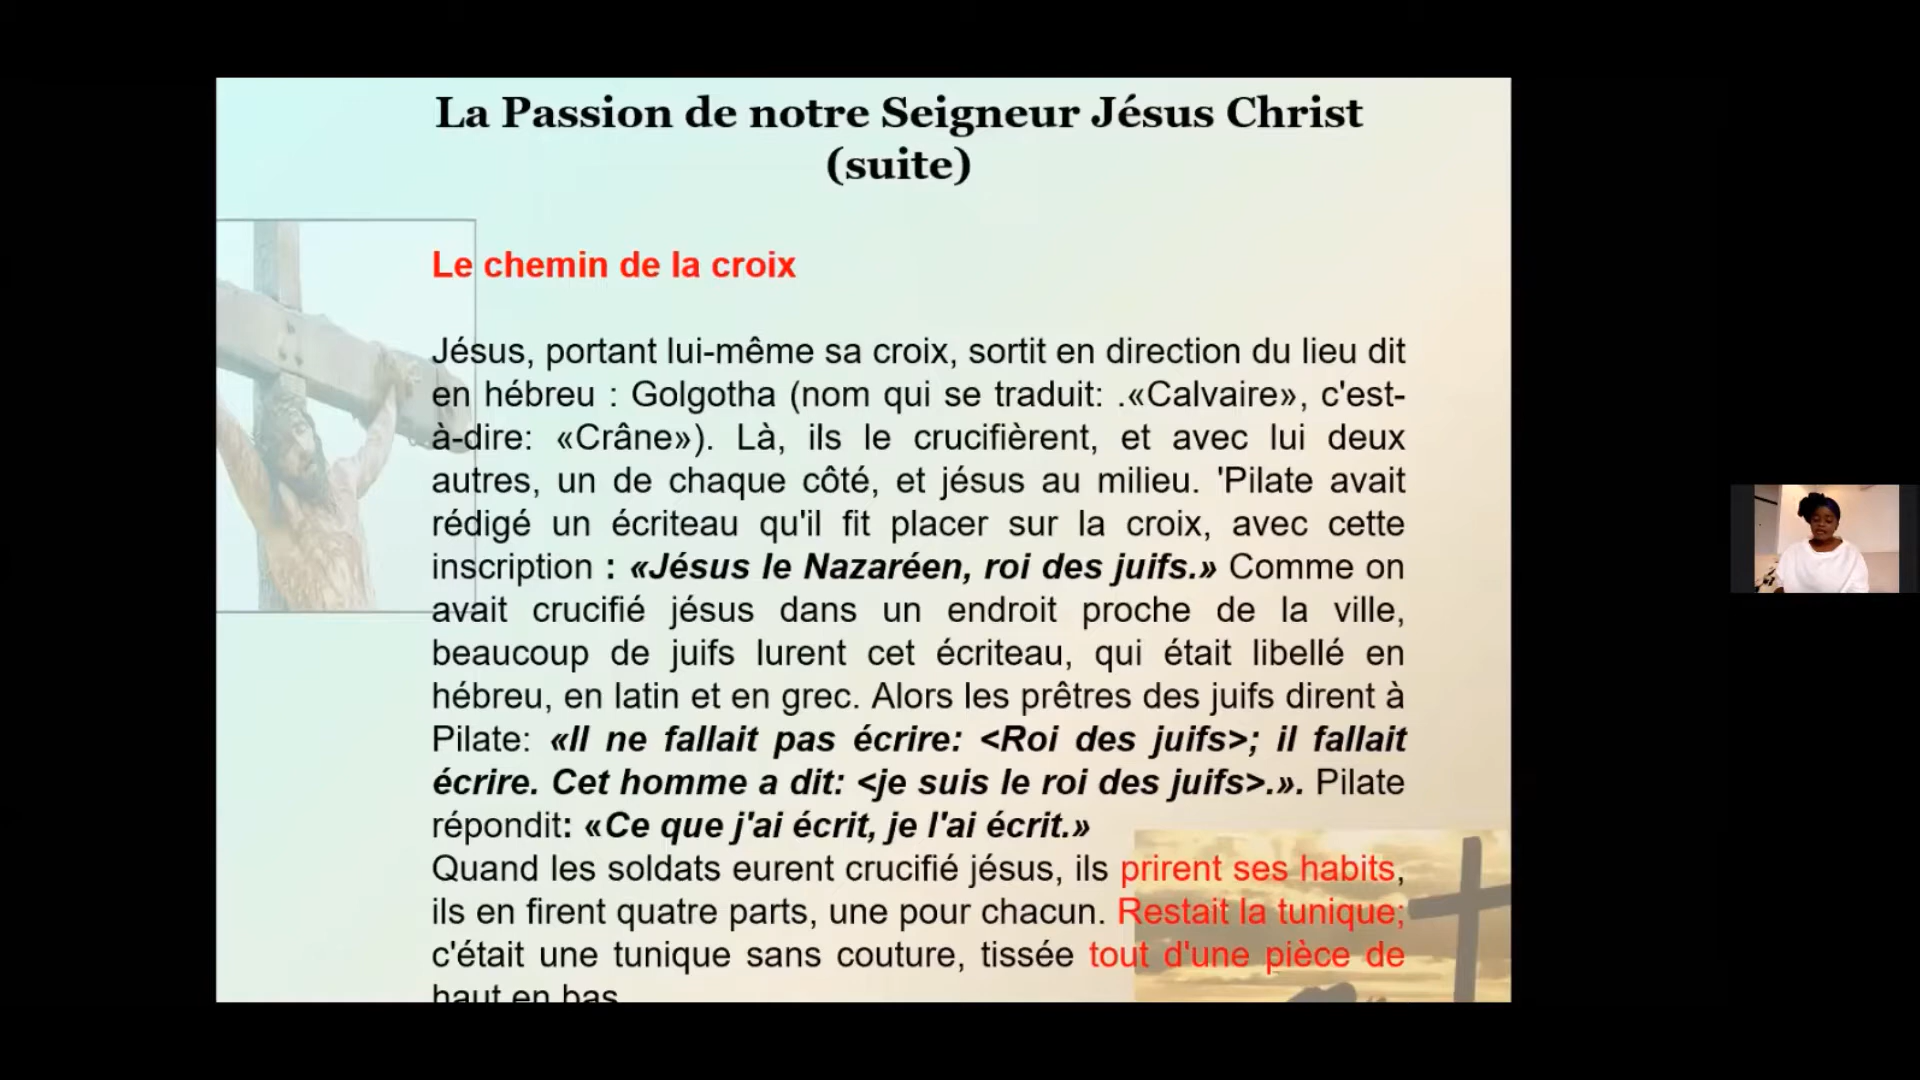 La Passion de notre Seigneur Jésus Christ
(suite)
Le chemin de la croix
Jésus, portant lui-même sa croix, sortit en direction du lieu dit
en hébreu : Golgotha (nom qui se traduit: .«Calvaire», c'est-
à-dire: «Crâne»). Là, ils le crucifièrent, et avec lui deux
autres, un de chaque côté, et jésus au milieu. 'Pilate avait
rédigé un écriteau qu'il fit placer sur la croix, avec cette
inscription : «Jésus le Nazaréen, roi des juifs.» Comme on
avait crucifié jésus dans un endroit proche de la ville,
beaucoup de juifs lurent cet écriteau, qui était libellé en
hébreu, en latin et en grec. Alors les prêtres des juifs dirent à
Pilate: «Il ne fallait pas écrire: <Roi des juifs>; il fallait
écrire. Cet homme a dit: <je suis le roi des juifs>.». Pilate
répondit: «Ce que j'ai écrit, je l'ai écrit.»
Quand les soldats eurent crucifié jésus, ils prirent ses habits,
ils en firent quatre parts, une pour chacun. Restait la tunique;
c'était une tunique sans couture, tissée tout d'une pièce de
haut en bas